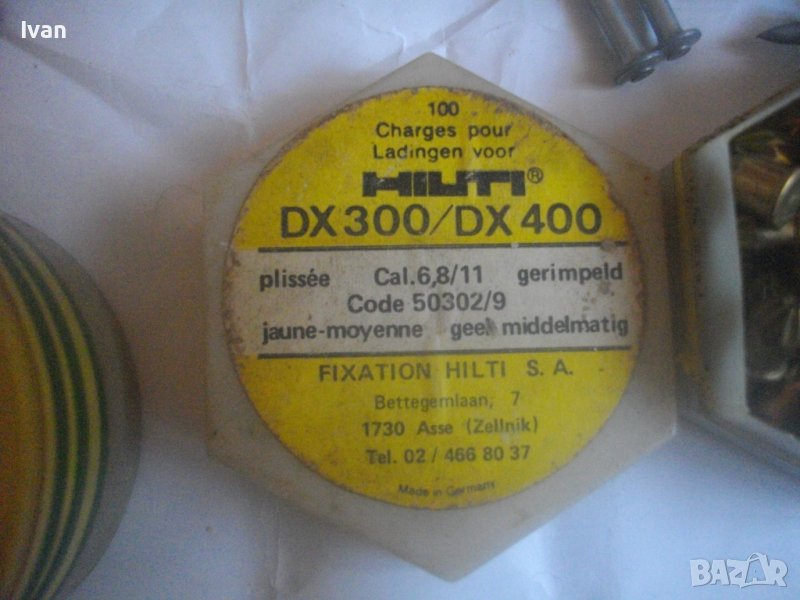 Ivan
100
Charges pour
Ladingen voor
HILTI®
DX300/DX400
plissée Cal.6,8/11 gerimpeld
Code 50302/9
jaune-moyenne geel middelmatig
FIXATION HILTI S.A.
Bettegemlaan, 7
1730 Asse (Zellnik)
Tel. 02/466 80 37
Made in Germany
BAZAR